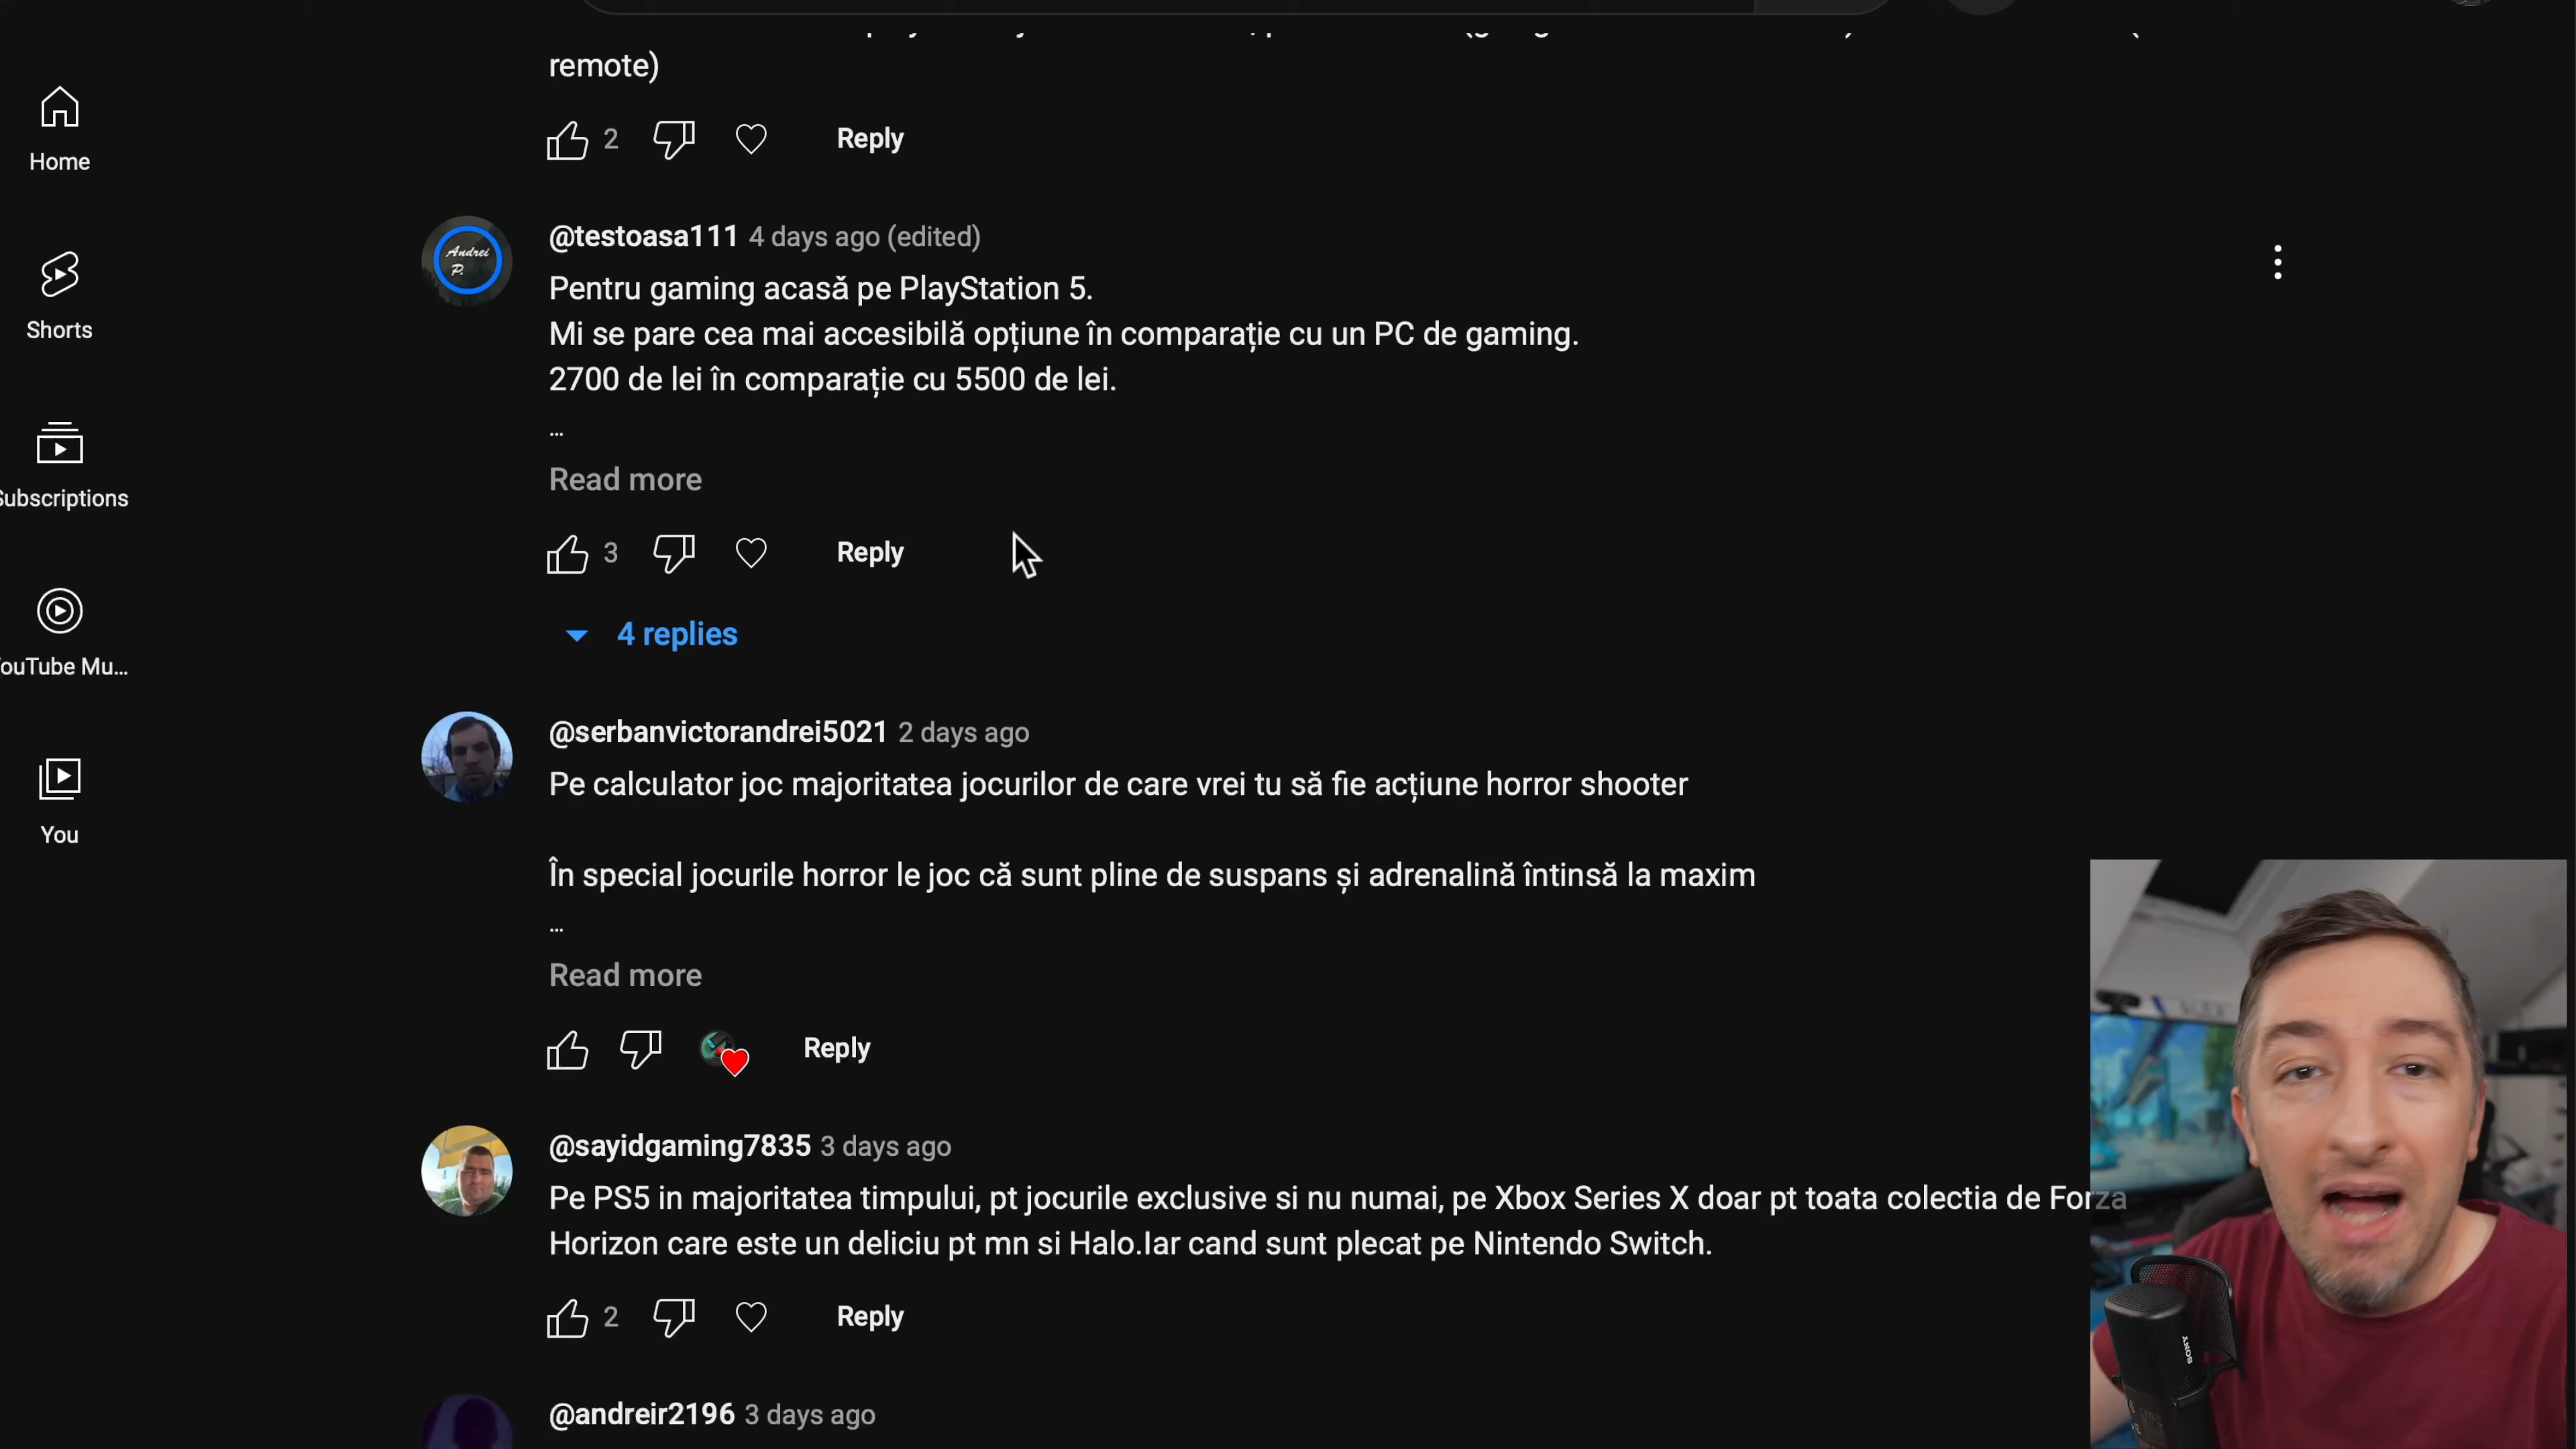 remote)
2
Reply
Home
Shorts
Subscriptions
YouTube Mu...
You
Andrei
P.
@testoasa111 4 days ago (edited)
Pentru gaming acasă pe PlayStation 5.
Mi se pare cea mai accesibilă opțiune în comparație cu un PC de gaming.
2700 de lei în comparație cu 5500 de lei.
...
Read more
3
Reply
4 replies
@serbanvictorandrei5021 2 days ago
Pe calculator joc majoritatea jocurilor de care vrei tu să fie acțiune horror shooter
În special jocurile horror le joc că sunt pline de suspans și adrenalină întinsă la maxim
...
Read more
Reply
@sayidgaming7835 3 days ago
Pe PS5 in majoritatea timpului, pt jocurile exclusive si nu numai, pe Xbox Series X doar pt toata colectia de Forza
Horizon care este un deliciu pt mn si Halo.Iar cand sunt plecat pe Nintendo Switch.
2
Reply
@andreir2196 3 days ago
SONY